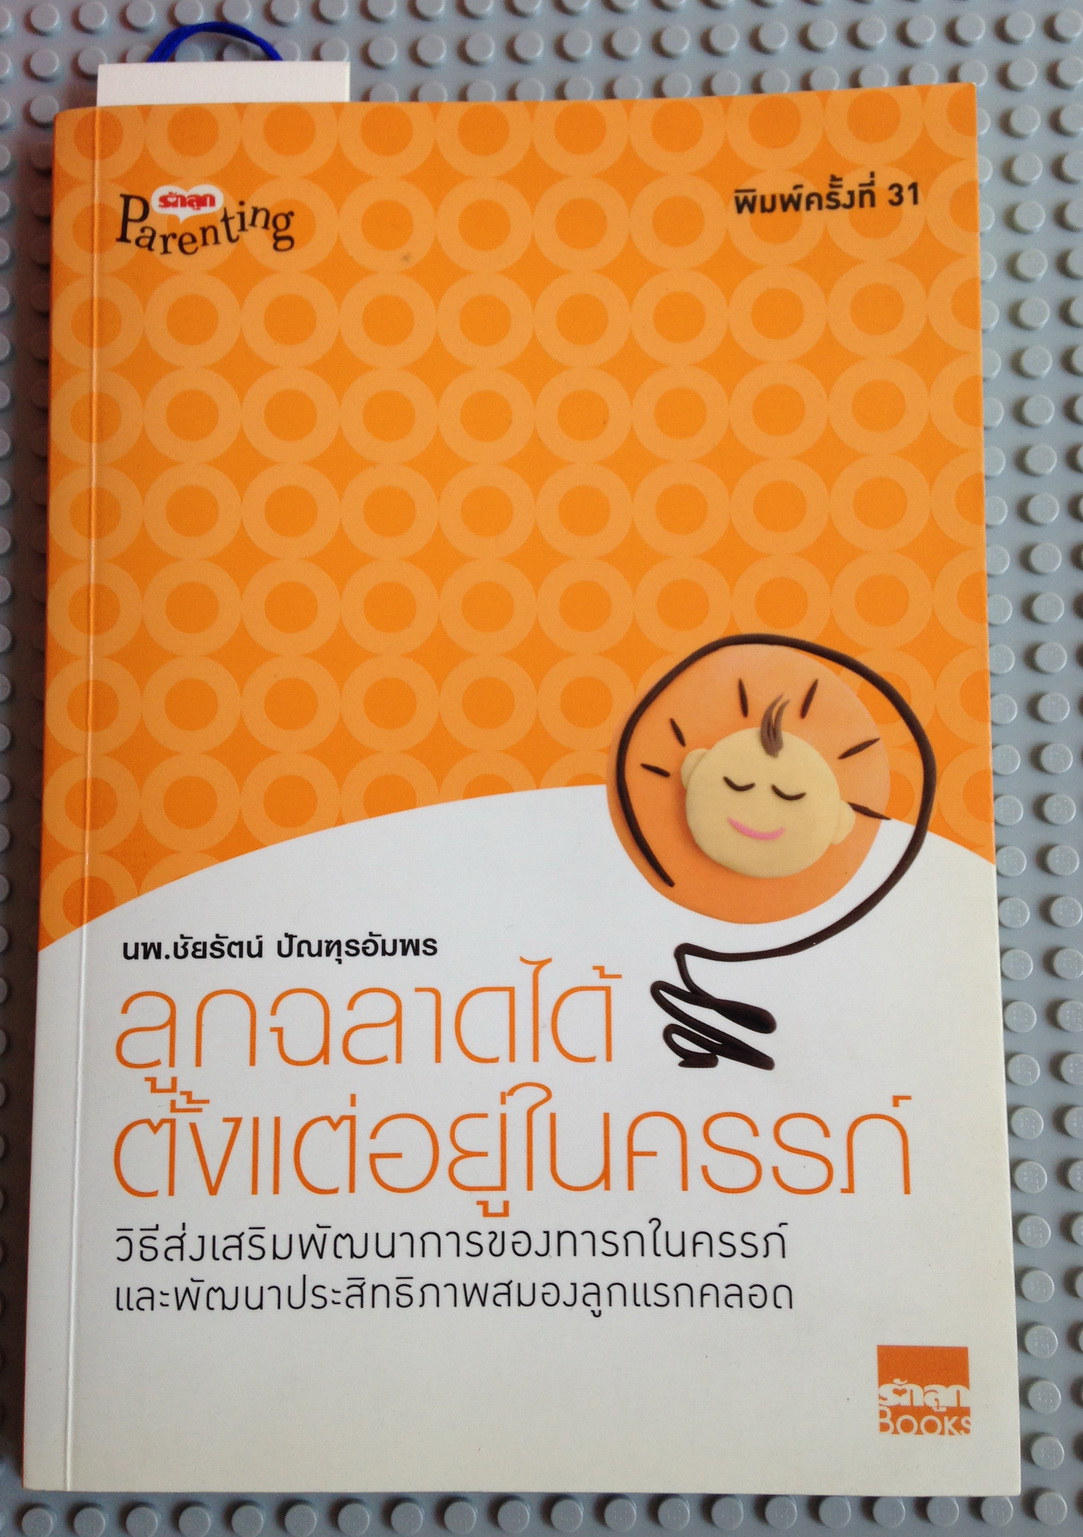 รักลูก
Parenting
พิมพ์ครั้งที่ 31
นพ.ชัยรัตน์ ปัณฑุรอัมพร
ลูกฉลาดได้
ตั้งแต่อยู่ในครรภ์
วิธีส่งเสริมพัฒนาการของทารกในครรภ์
และพัฒนาประสิทธิภาพสมองลูกแรกคลอด
รักลูก
BOOKS